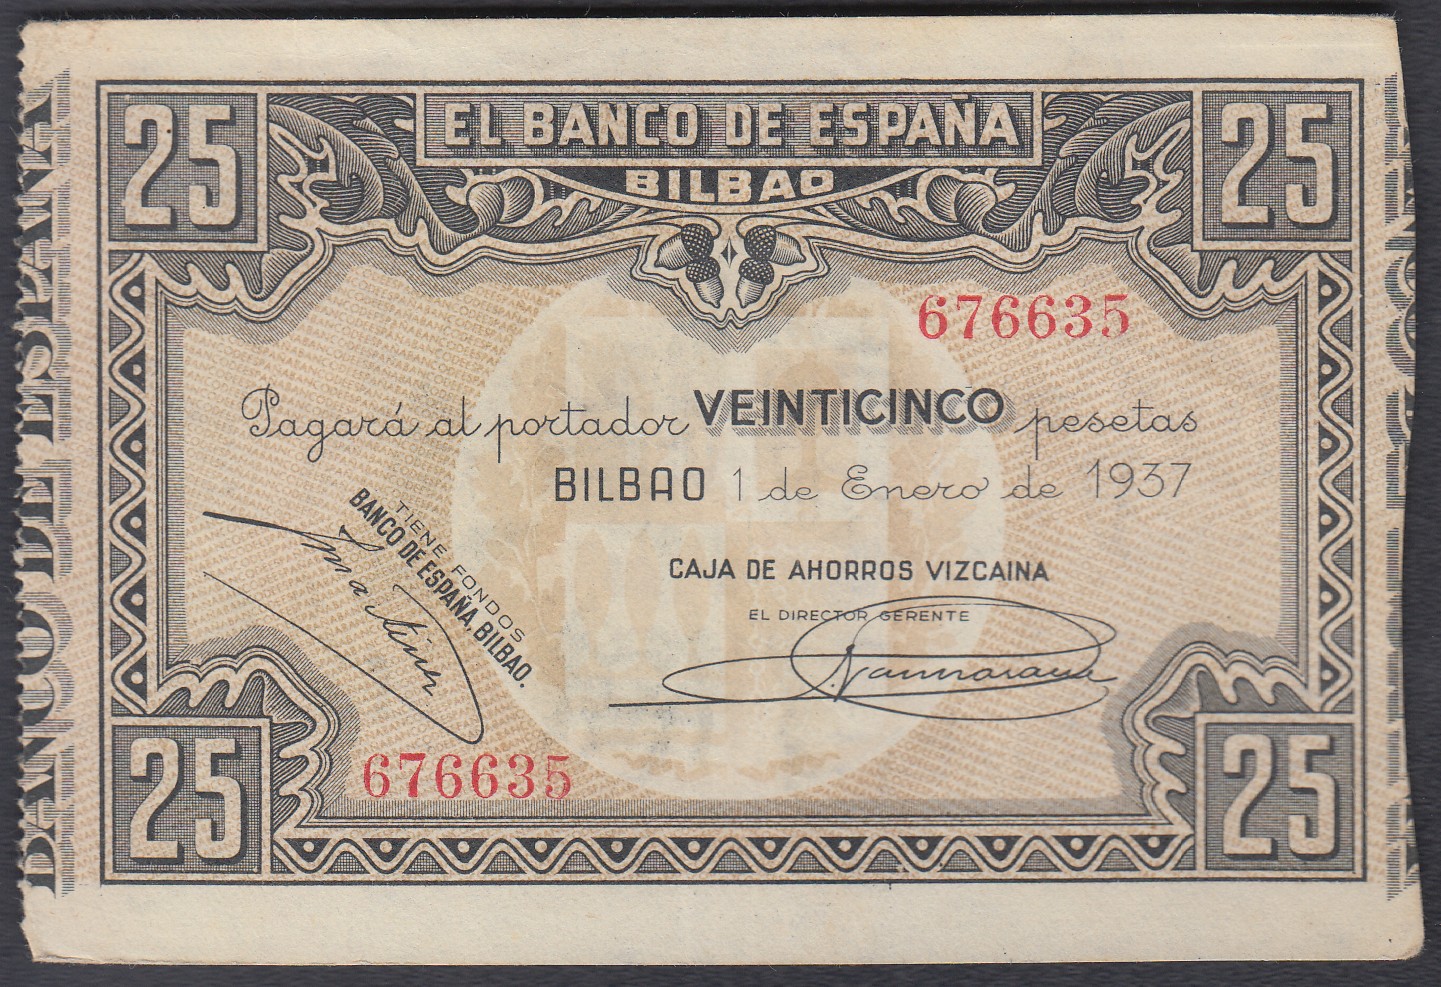 25
EL BANCO DE ESPAÑA
BILBAO
25
676635
Pagará al portador VEINTICINCO pesetas
BILBAO 1 de Enero de 1937
TIENE FONDOS
BANCO DE ESPAÑA, BILBAO.
CAJA DE AHORROS VIZCAINA
EL DIRECTOR GERENTE
676635
25
25
BANCO DE ESPAÑA